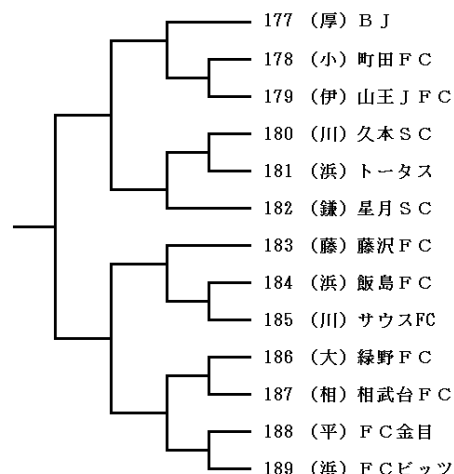 177 （厚）ＢＪ
178 （小）町田ＦＣ
179 （伊）山王ＪＦＣ
180 （川）久本ＳＣ
181 （浜）トータス
182 （鎌）星月ＳＣ
183 （藤）藤沢ＦＣ
184 （浜）飯島ＦＣ
185 （川）サウスFC
186 （大）緑野ＦＣ
187 （相）相武台ＦＣ
188 （平）ＦＣ金目
189 （浜）ＦＣビッツ